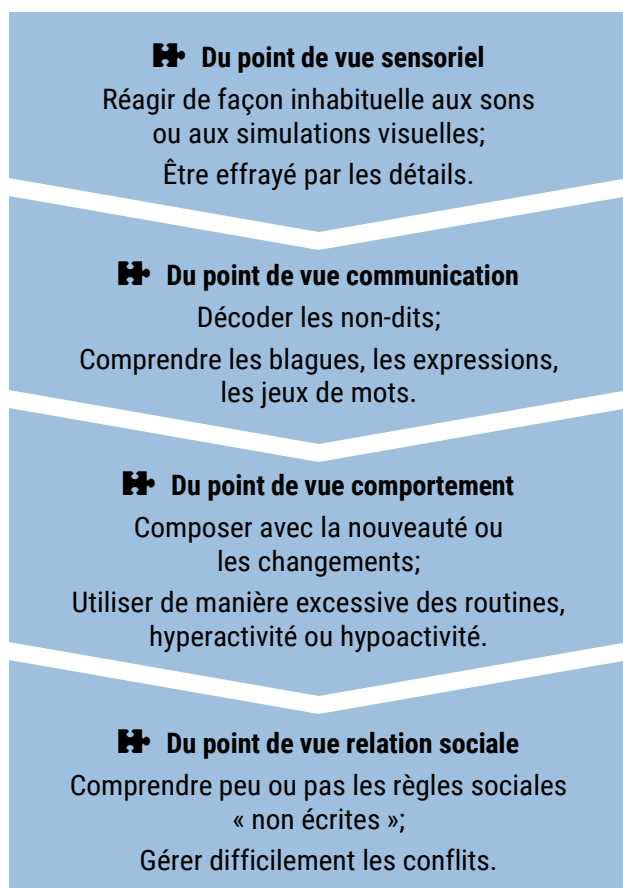 Du point de vue sensoriel
Réagir de façon inhabituelle aux sons
ou aux simulations visuelles;
Être effrayé par les détails.
Du point de vue communication
Décoder les non-dits;
Comprendre les blagues, les expressions,
les jeux de mots.
Du point de vue comportement
Composer avec la nouveauté ou
les changements;
Utiliser de manière excessive des routines,
hyperactivité ou hypoactivité.
Du point de vue relation sociale
Comprendre peu ou pas les règles sociales
« non écrites »;
Gérer difficilement les conflits.